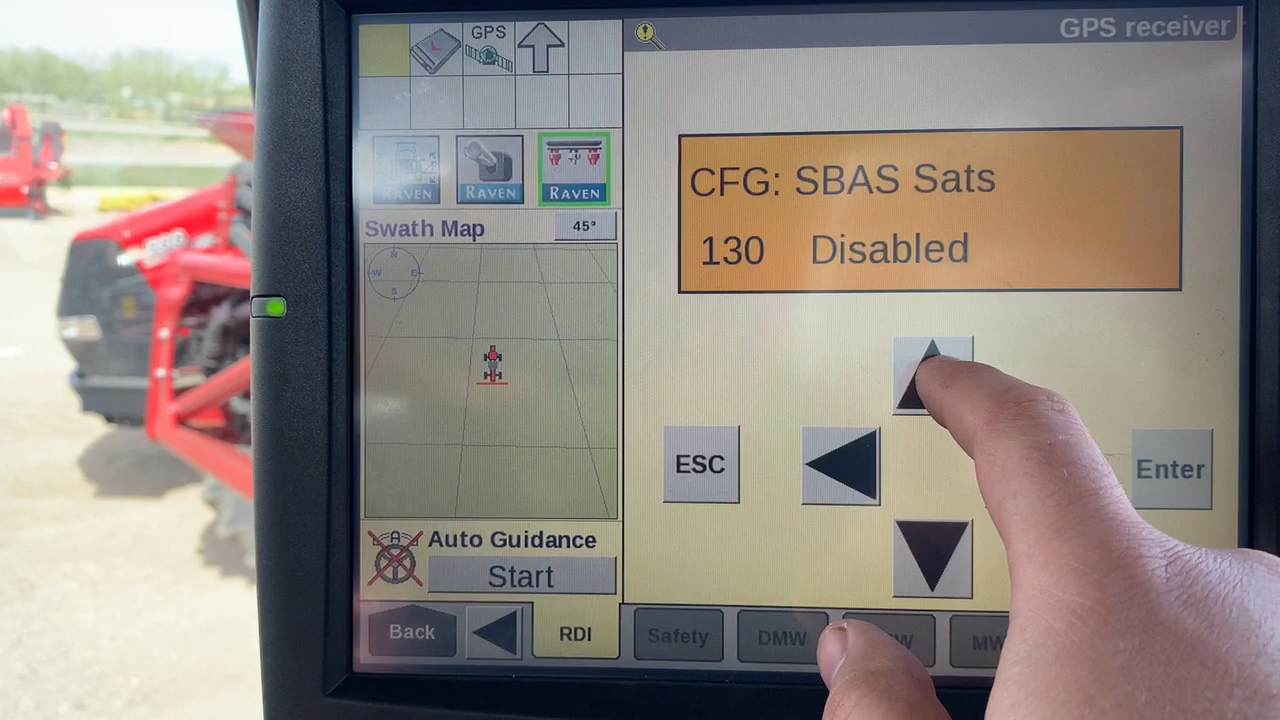 GPS
GPS receiver
RAVEN
RAVEN
RAVEN
Swath Map
45°
N
W
E
S
CFG: SBAS Sats
130 Disabled
ESC
Enter
A
Auto Guidance
Start
Back
RDI
Safety
DMW